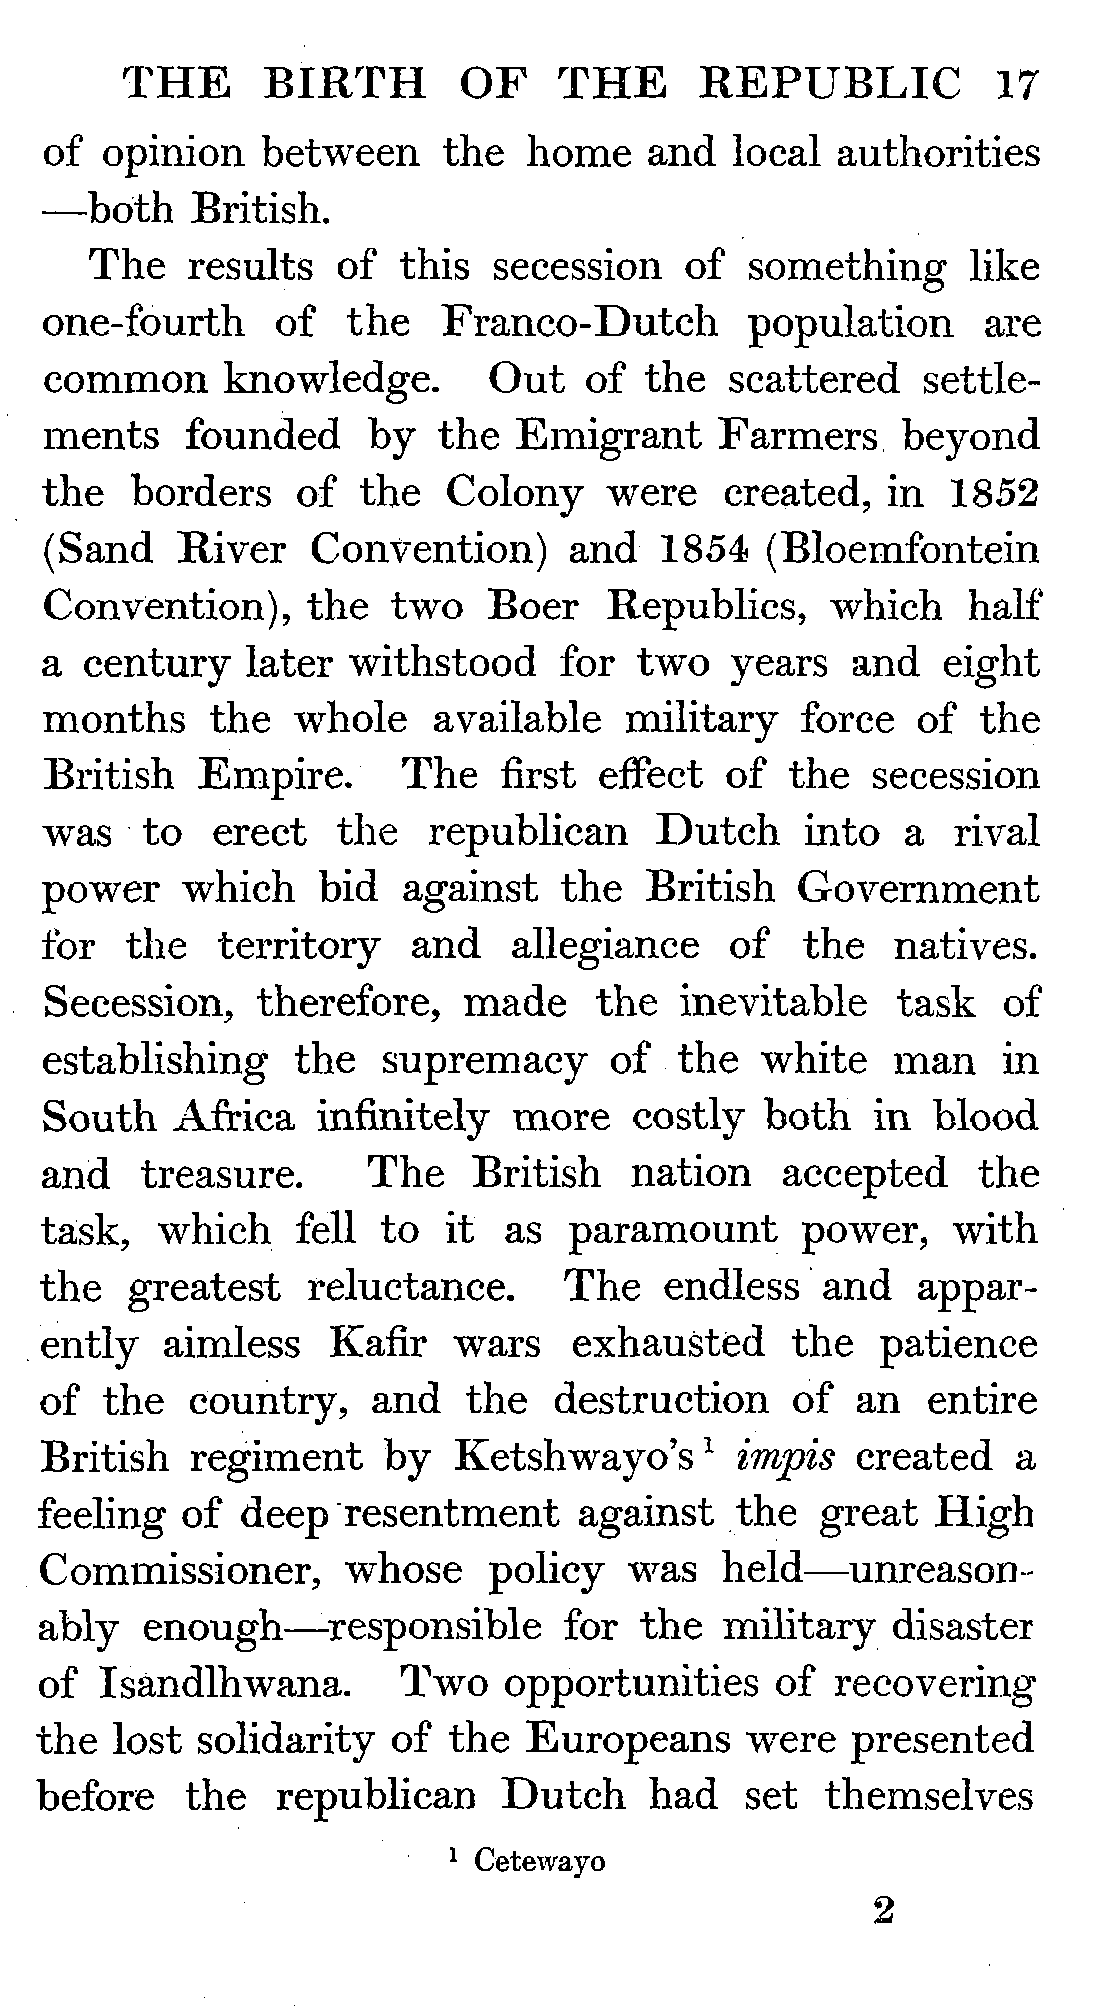 THE BIRTH OF THE REPUBLIC 17
of opinion between the home and local authorities
—both British.
The results of this secession of something like
one-fourth of the Franco-Dutch population are
common knowledge. Out of the scattered settle-
ments founded by the Emigrant Farmers beyond
the borders of the Colony were created, in 1852
(Sand River Convention) and 1854 (Bloemfontein
Convention), the two Boer Republics, which half
a century later withstood for two years and eight
months the whole available military force of the
British Empire. The first effect of the secession
was to erect the republican Dutch into a rival
power which bid against the British Government
for the territory and allegiance of the natives.
Secession, therefore, made the inevitable task of
establishing the supremacy of the white man in
South Africa infinitely more costly both in blood
and treasure. The British nation accepted the
task, which fell to it as paramount power, with
the greatest reluctance. The endless and appar-
ently aimless Kafir wars exhausted the patience
of the country, and the destruction of an entire
British regiment by Ketshwayo's¹ impis created a
feeling of deep resentment against the great High
Commissioner, whose policy was held—unreason-
ably enough—responsible for the military disaster
of Isandlhwana. Two opportunities of recovering
the lost solidarity of the Europeans were presented
before the republican Dutch had set themselves
¹ Cetewayo
2